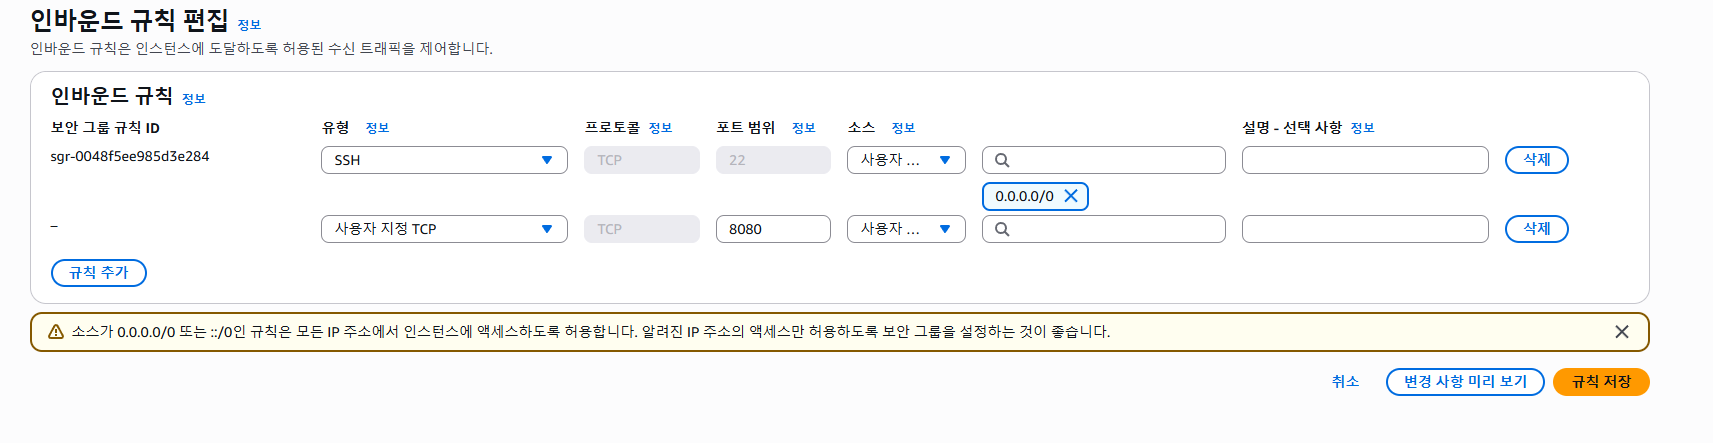 인바운드 규칙 편집 정보
인바운드 규칙은 인스턴스에 도달하도록 허용된 수신 트래픽을 제어합니다.
인바운드 규칙 정보
보안 그룹 규칙 ID 유형 정보 프로토콜 정보 포트 범위 정보 소스 정보 설명 - 선택 사항 정보
sgr-0048f5ee985d3e284 SSH TCP 22 사용자 ... 삭제
0.0.0.0/0
– 사용자 지정 TCP TCP 8080 사용자 ... 삭제
규칙 추가
소스가 0.0.0.0/0 또는 ::/0인 규칙은 모든 IP 주소에서 인스턴스에 액세스하도록 허용합니다. 알려진 IP 주소의 액세스만 허용하도록 보안 그룹을 설정하는 것이 좋습니다.
취소 변경 사항 미리 보기 규칙 저장